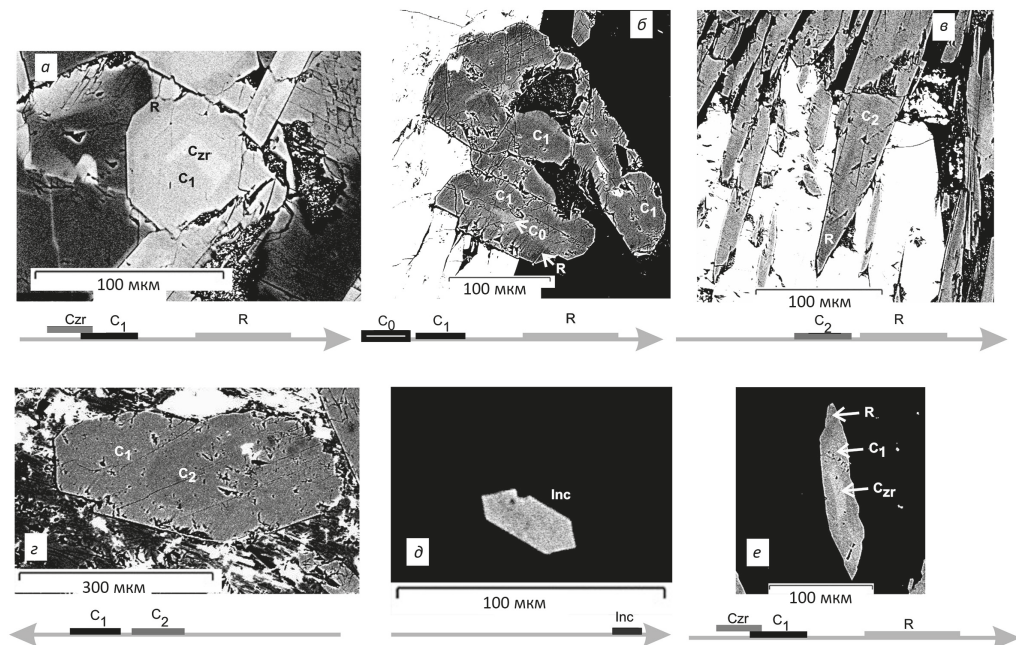 а
R
Czr
C1
100 мкм
Czr C1 R
б
C1
C1
C1
C0
R
100 мкм
C0 C1 R
в
C2
R
100 мкм
C2 R
г
C1
C2
300 мкм
C1 C2
д
Inc
100 мкм
Inc
е
R
C1
Czr
100 мкм
Czr C1 R